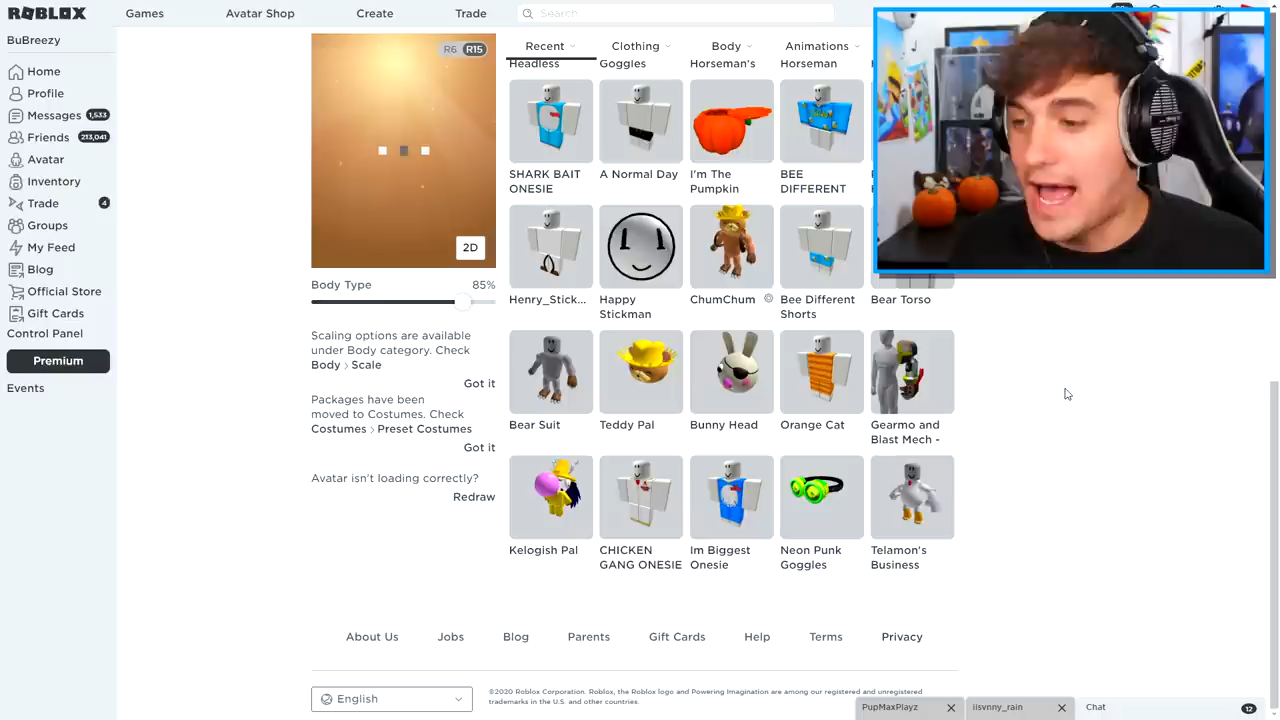 ROBLOX
Games
Avatar Shop
Create
Trade
Search
BuBreezy
Home
Profile
Messages
1,533
Friends
213,041
Avatar
Inventory
Trade
4
Groups
My Feed
Blog
Official Store
Gift Cards
Control Panel
Premium
Events
R6
R15
2D
Body Type
85%
Scaling options are available
under Body category. Check
Body > Scale
Got it
Packages have been
moved to Costumes. Check
Costumes > Preset Costumes
Got it
Avatar isn't loading correctly?
Redraw
Recent
Clothing
Body
Animations
Headless
Goggles
Horseman's
Horseman
SHARK BAIT
ONESIE
A Normal Day
I'm The
Pumpkin
BEE
DIFFERENT
Henry_Stick...
Happy
Stickman
ChumChum
Bee Different
Shorts
Bear Torso
Bear Suit
Teddy Pal
Bunny Head
Orange Cat
Gearmo and
Blast Mech -
Kelogish Pal
CHICKEN
GANG ONESIE
Im Biggest
Onesie
Neon Punk
Goggles
Telamon's
Business
About Us
Jobs
Blog
Parents
Gift Cards
Help
Terms
Privacy
English
©2020 Roblox Corporation. Roblox, the Roblox logo and Powering Imagination are among our registered and unregistered
trademarks in the U.S. and other countries.
PupMaxPlayz
iisvnny_rain
Chat
12